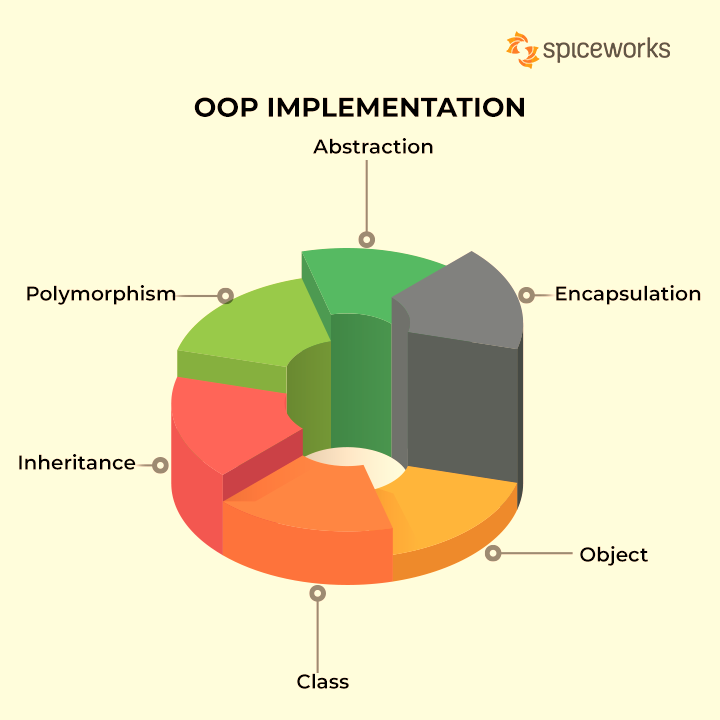 spiceworks
OOP IMPLEMENTATION
Abstraction
Polymorphism
Encapsulation
Inheritance
Object
Class